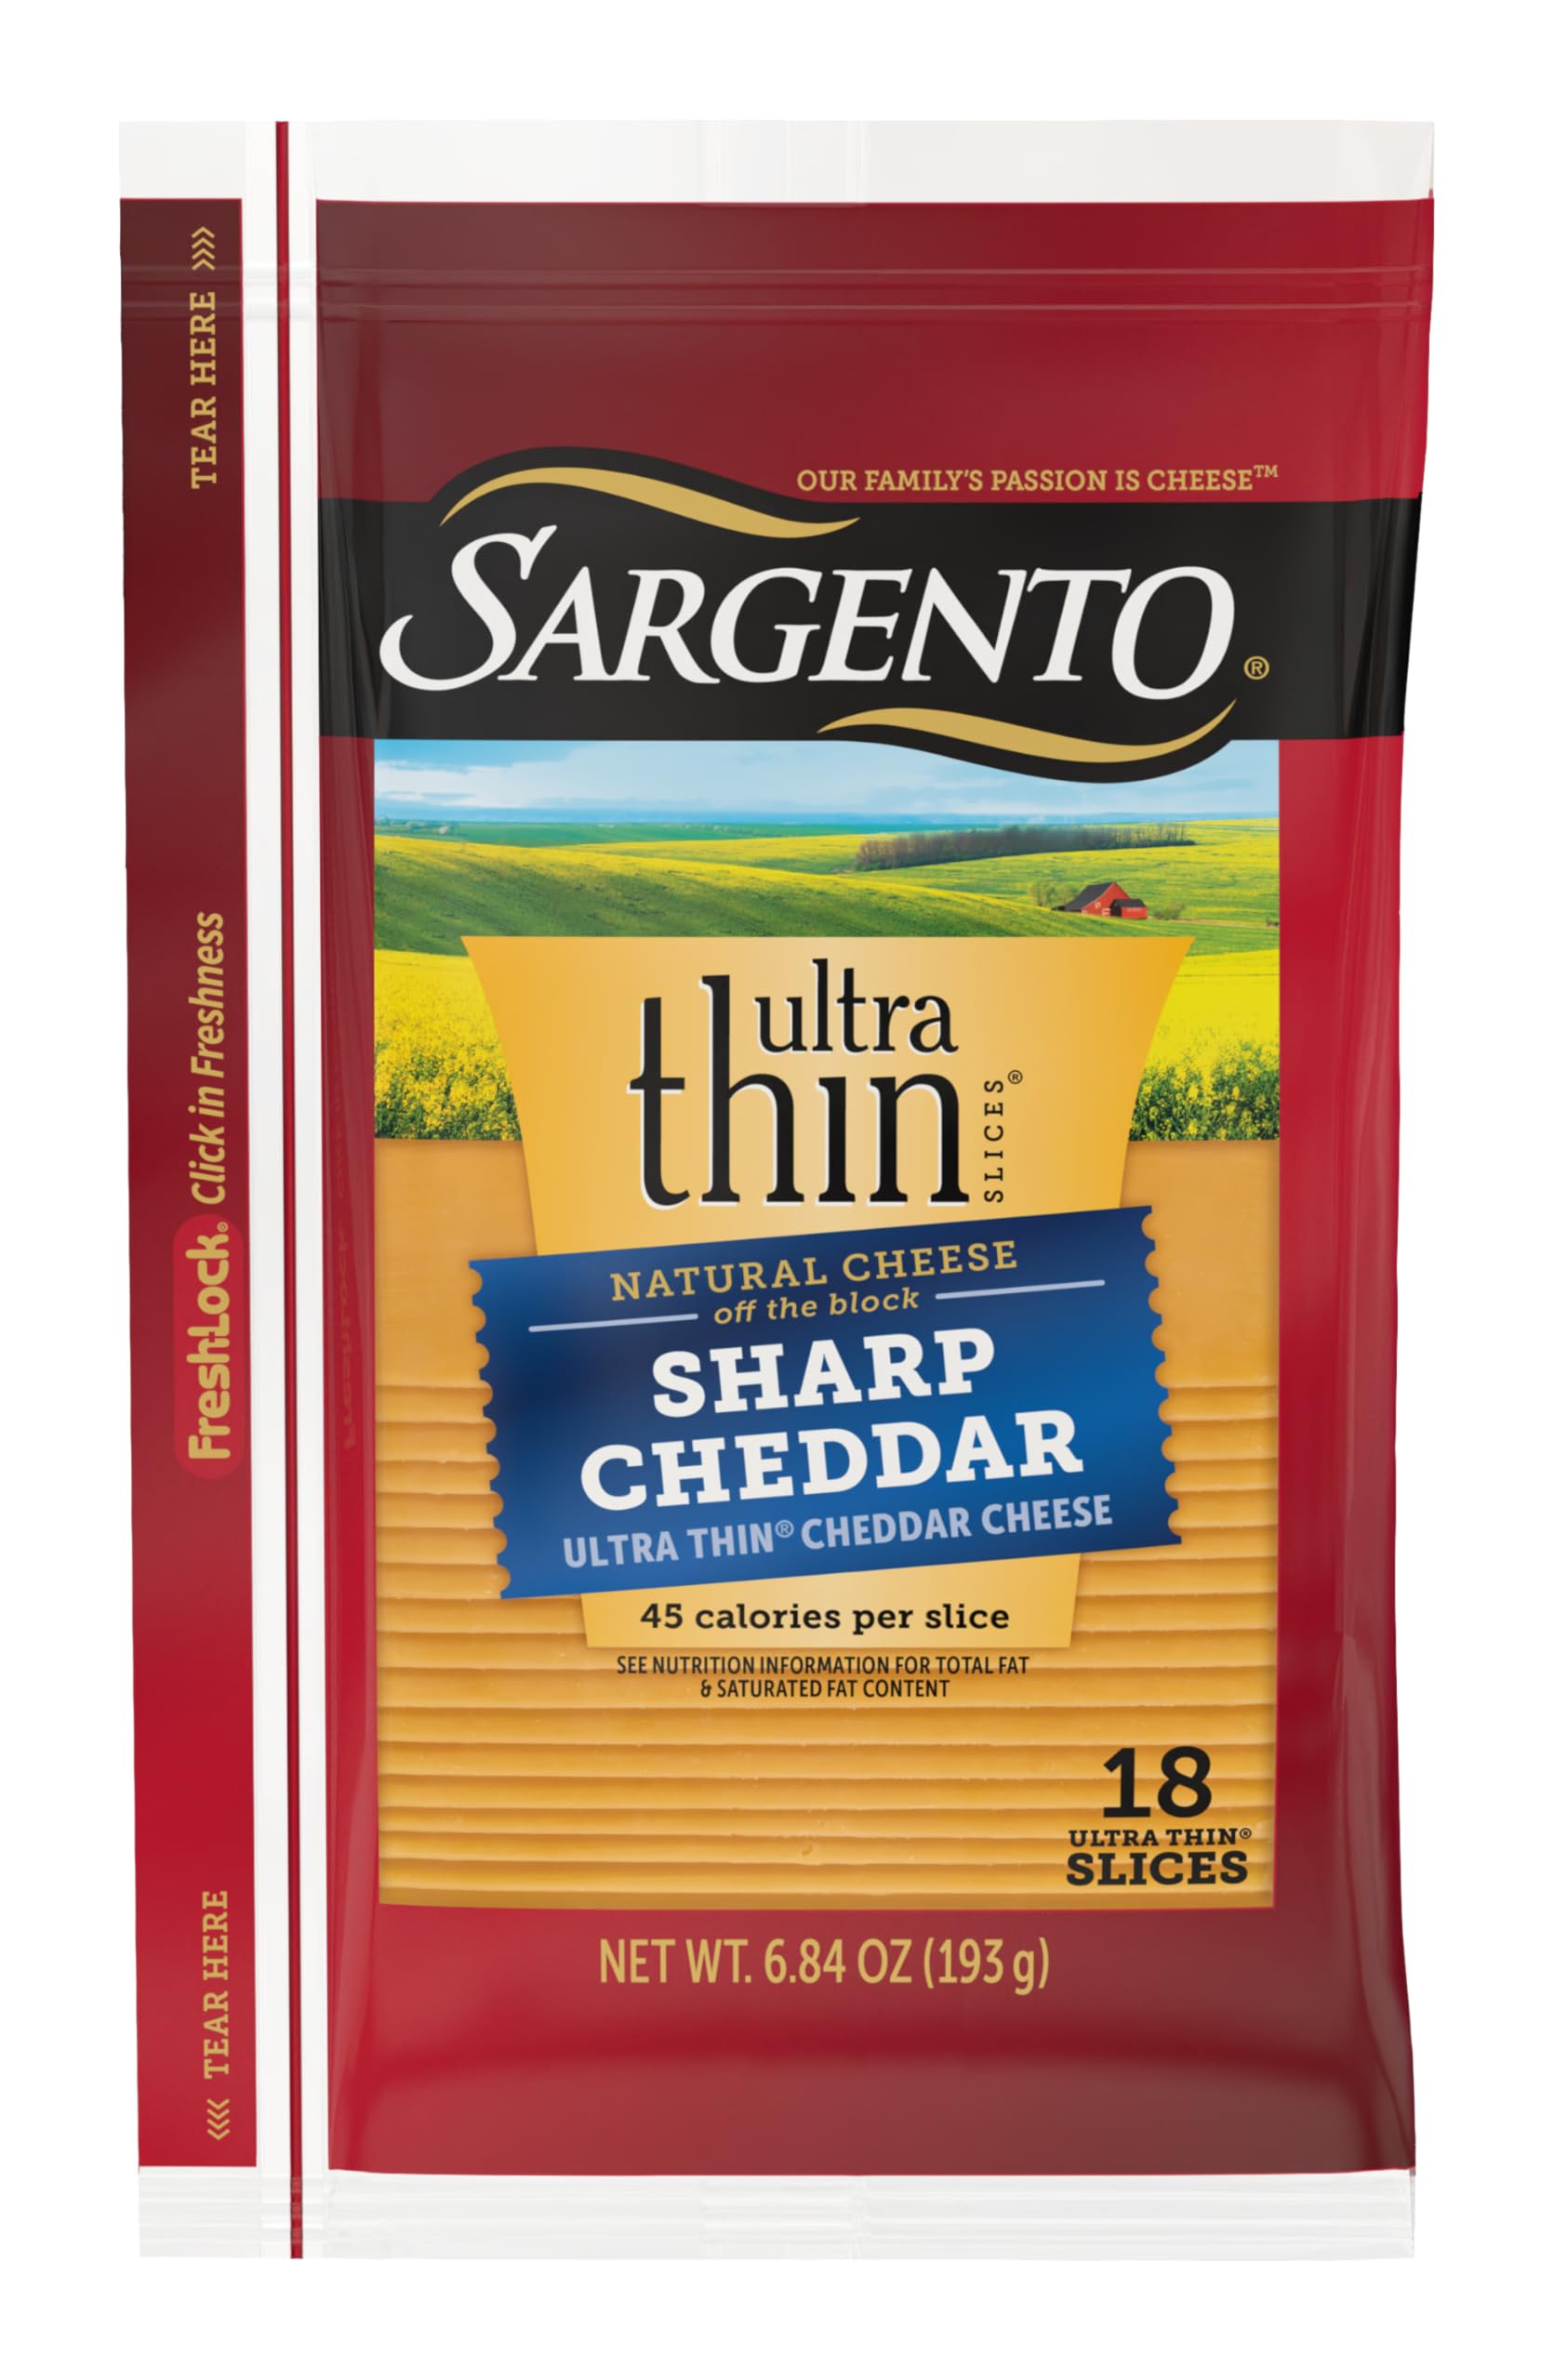 OUR FAMILY'S PASSION IS CHEESE™
SARGENTO®
ultra
thin
SLICES®
NATURAL CHEESE
off the block
SHARP
CHEDDAR
ULTRA THIN® CHEDDAR CHEESE
45 calories per slice
SEE NUTRITION INFORMATION FOR TOTAL FAT
& SATURATED FAT CONTENT
18
ULTRA THIN®
SLICES
NET WT. 6.84 OZ (193 g)
TEAR HERE »»
FreshLock® Click in Freshness
«« TEAR HERE